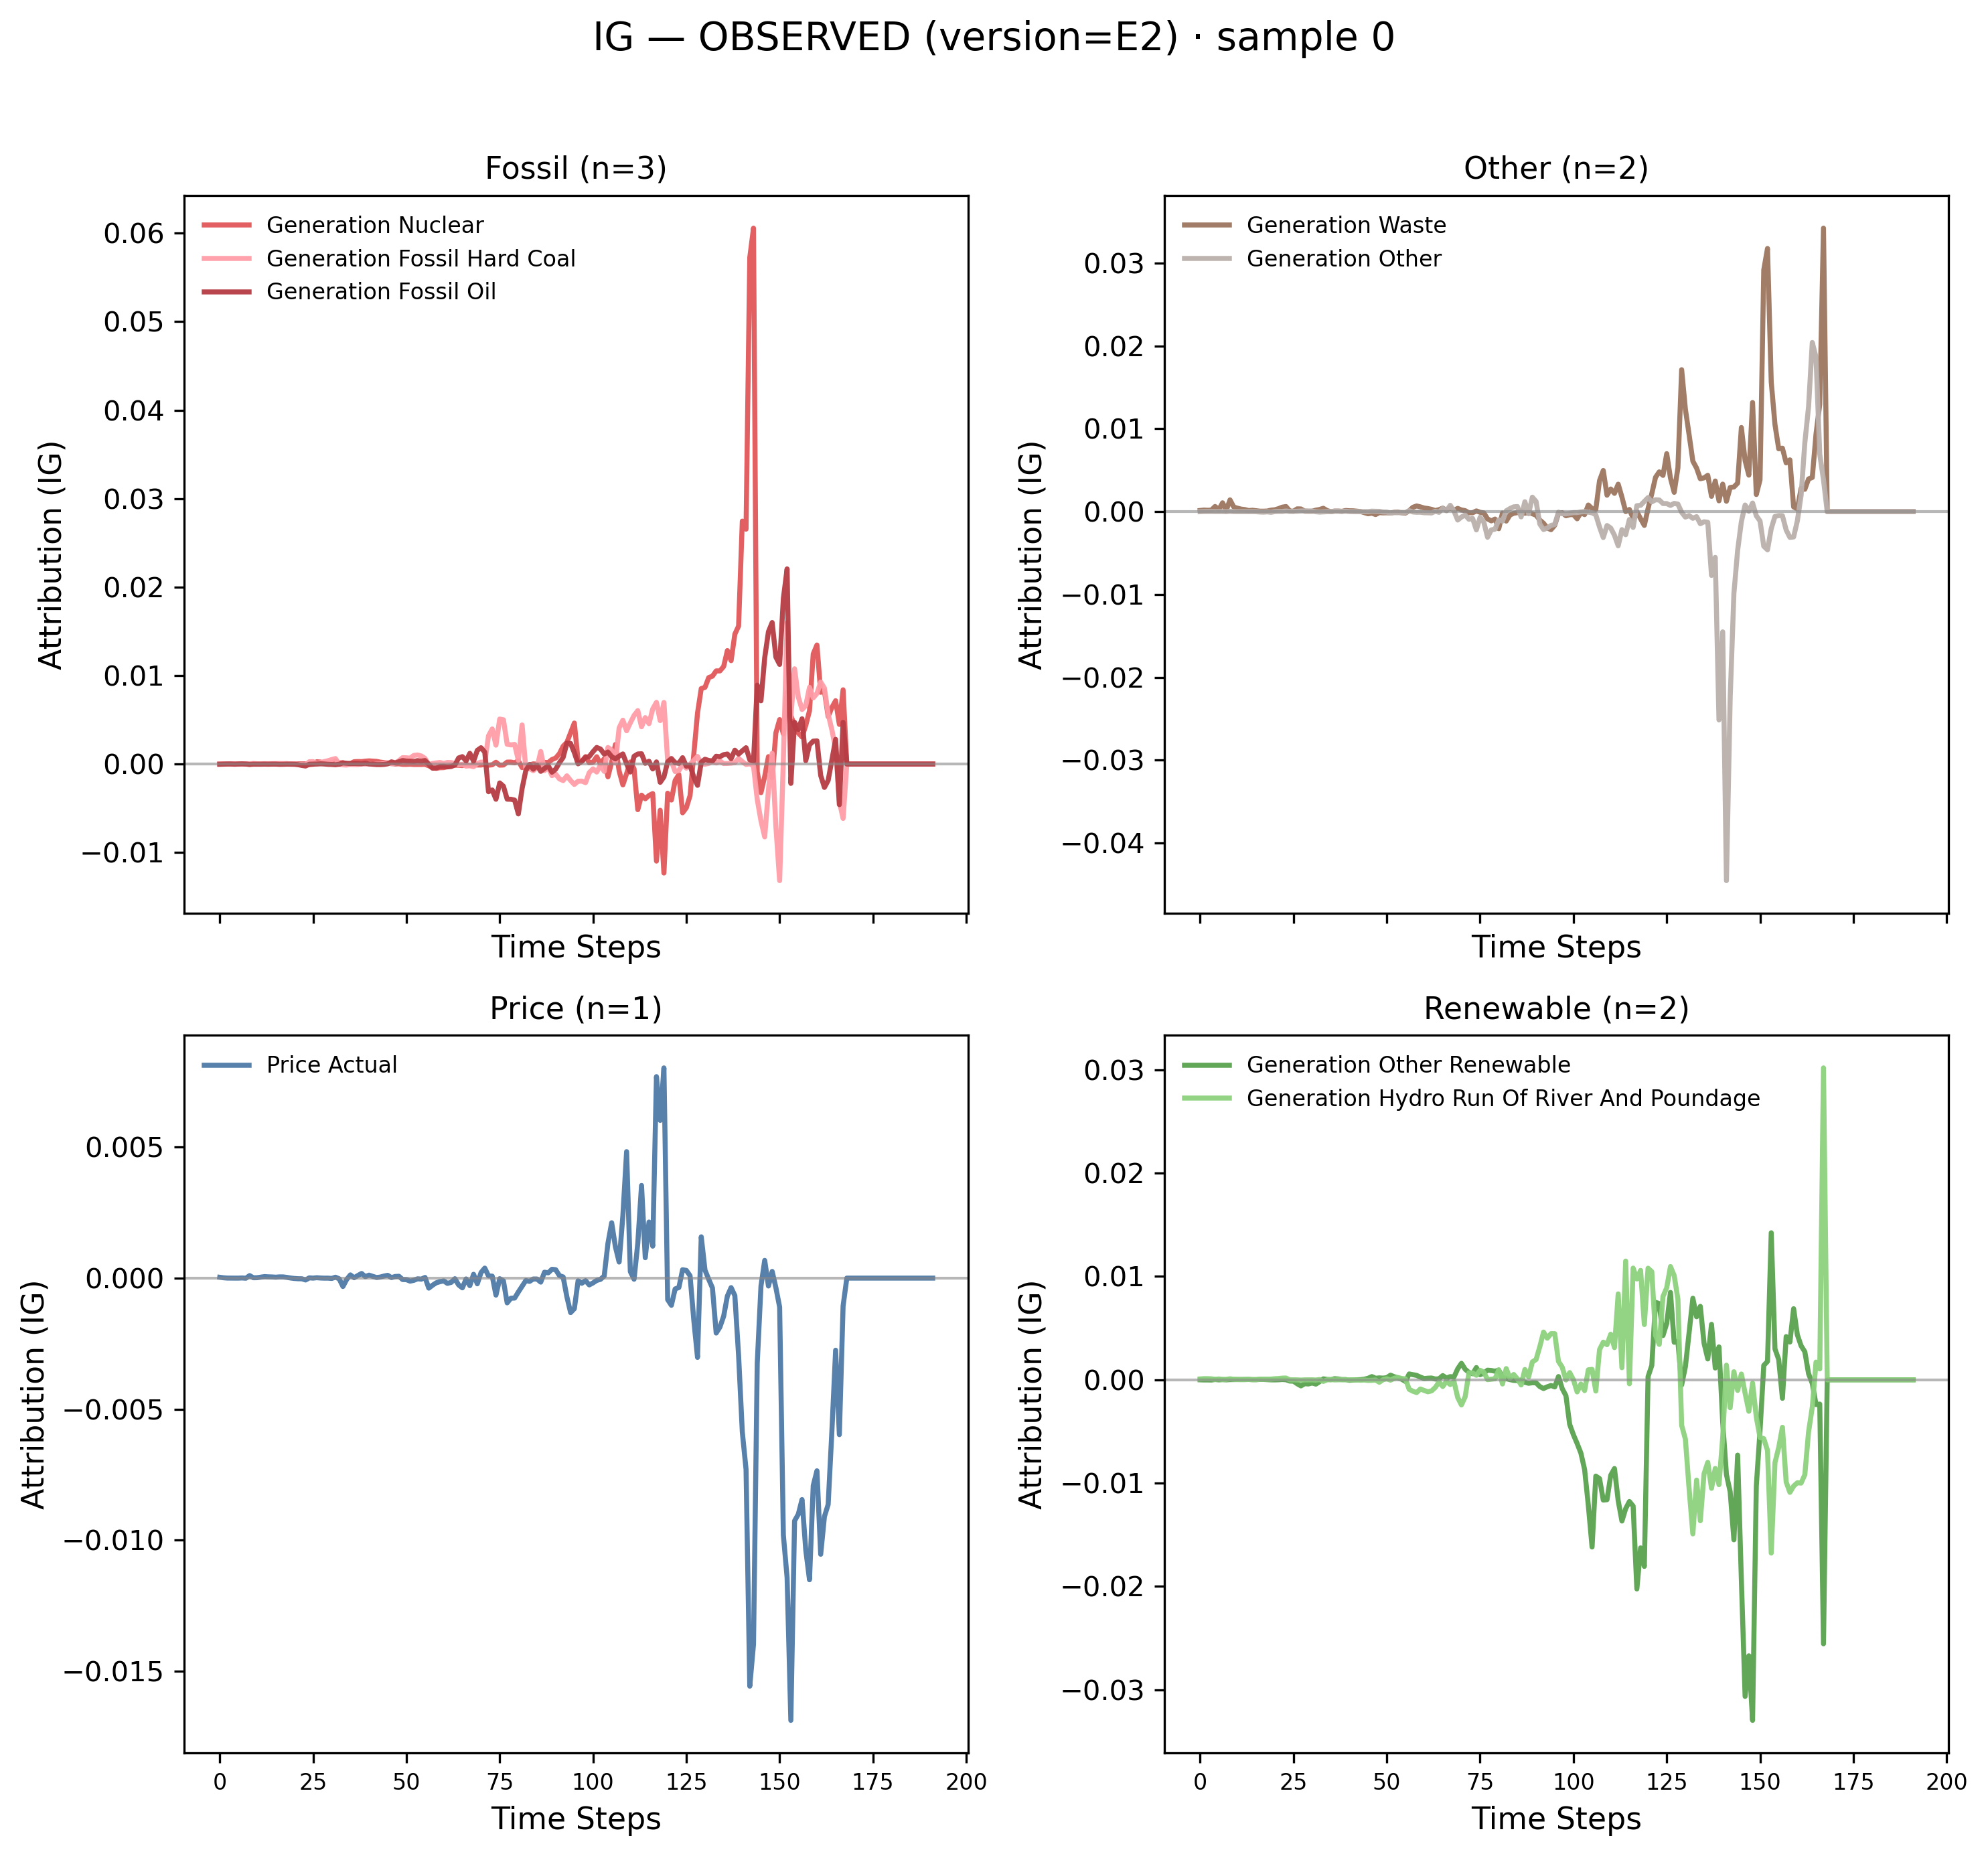 IG — OBSERVED (version=E2) · sample 0
Fossil (n=3)
Generation Nuclear
Generation Fossil Hard Coal
Generation Fossil Oil
0.06
0.05
0.04
0.03
0.02
0.01
0.00
−0.01
Attribution (IG)
Time Steps
Other (n=2)
Generation Waste
Generation Other
0.03
0.02
0.01
0.00
−0.01
−0.02
−0.03
−0.04
Attribution (IG)
Time Steps
Price (n=1)
Price Actual
0.005
0.000
−0.005
−0.010
−0.015
Attribution (IG)
0 25 50 75 100 125 150 175 200
Time Steps
Renewable (n=2)
Generation Other Renewable
Generation Hydro Run Of River And Poundage
0.03
0.02
0.01
0.00
−0.01
−0.02
−0.03
Attribution (IG)
0 25 50 75 100 125 150 175 200
Time Steps